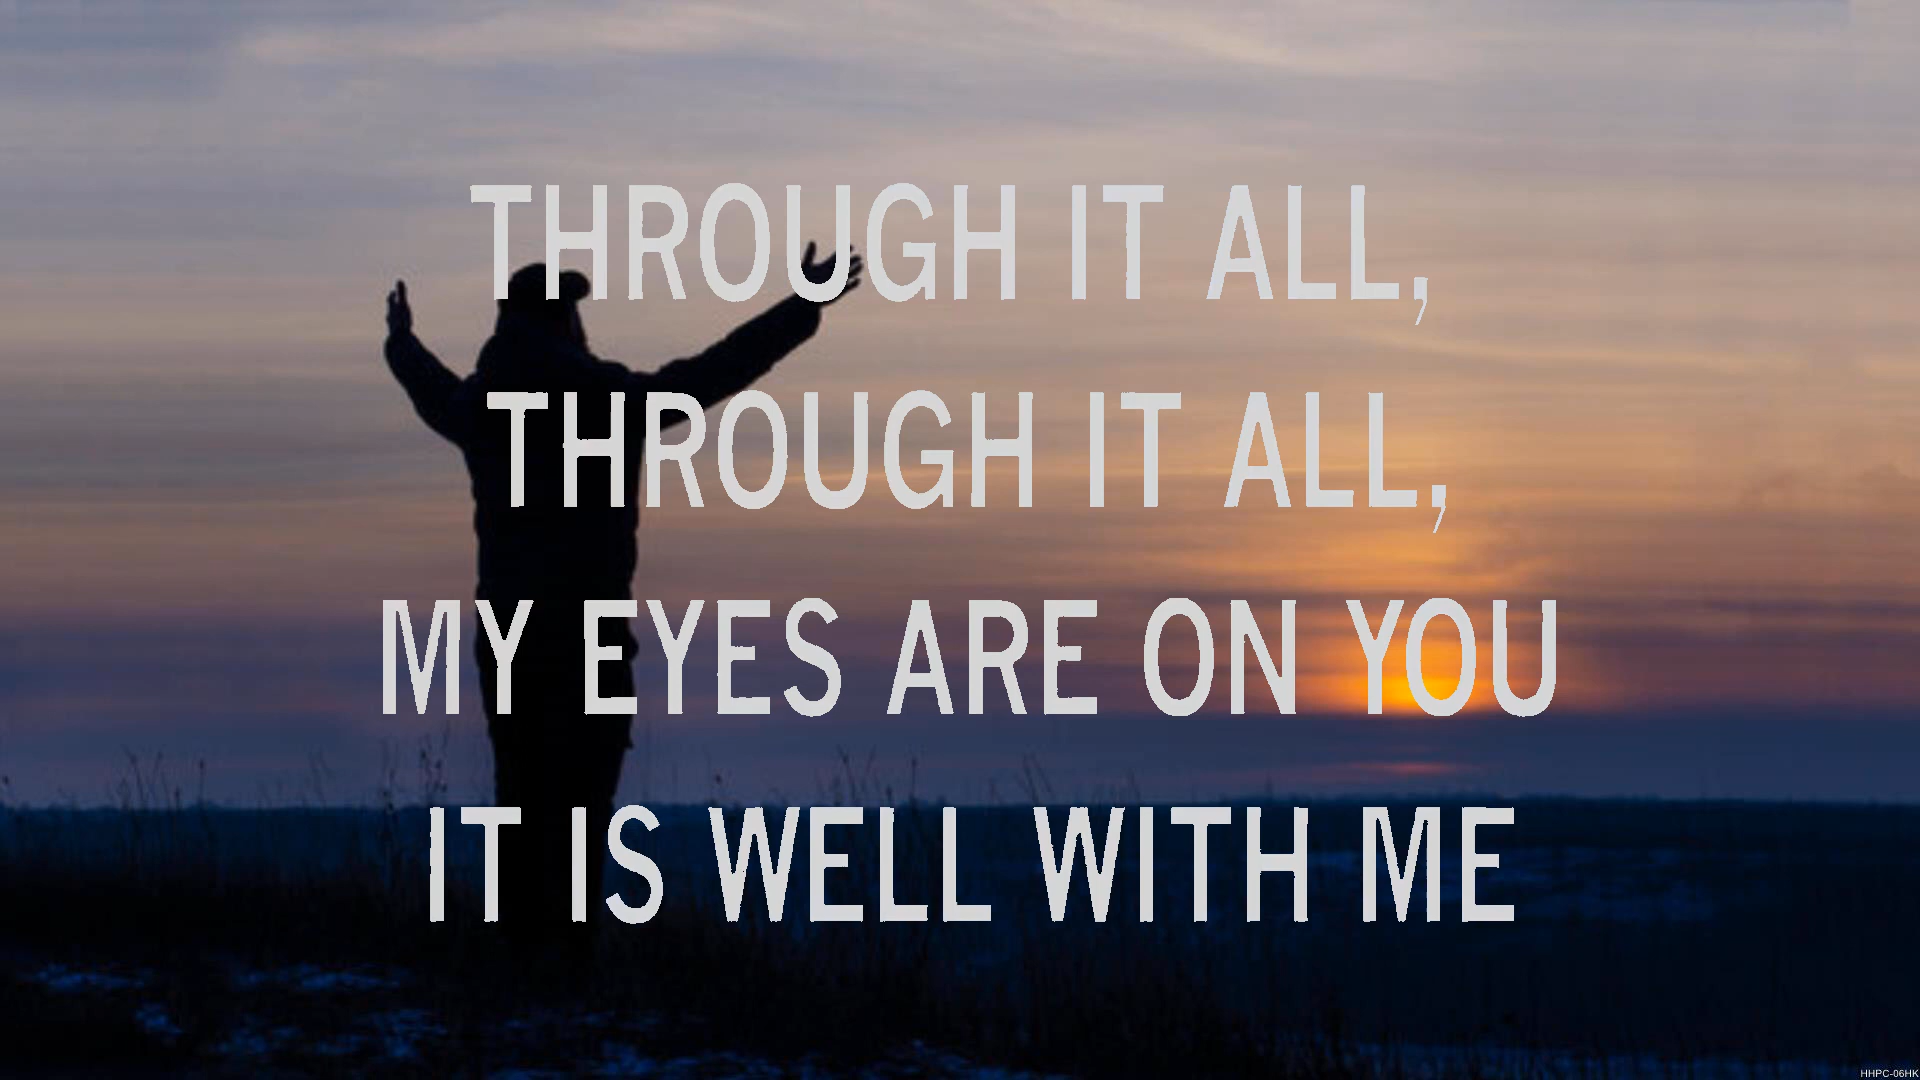 THROUGH IT ALL,
THROUGH IT ALL,
MY EYES ARE ON YOU
IT IS WELL WITH ME
HHPC-06HK